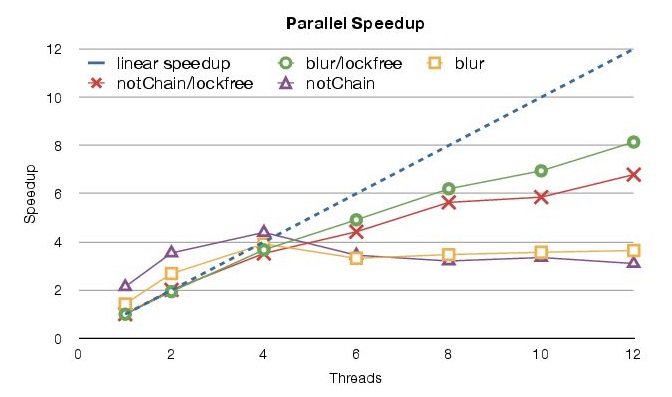 Parallel Speedup
12
linear speedup blur/lockfree blur
notChain/lockfree notChain
10
8
6
4
2
0
Speedup
0 2 4 6 8 10 12
Threads